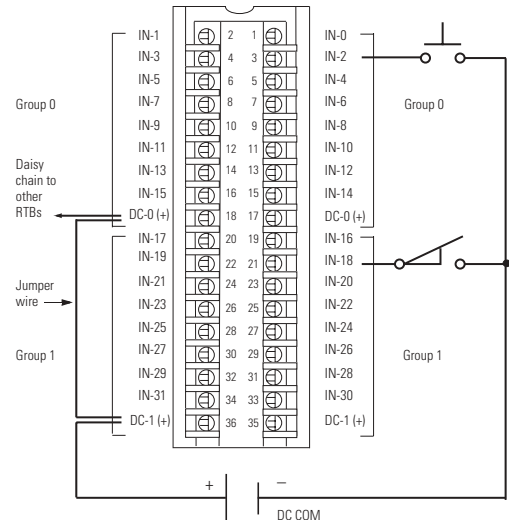 IN-1 2 1 IN-0
IN-3 4 3 IN-2
IN-5 6 5 IN-4
Group 0 IN-7 8 7 IN-6 Group 0
IN-9 10 9 IN-8
IN-11 12 11 IN-10
Daisy
chain to
other
RTBs
IN-13 14 13 IN-12
IN-15 16 15 IN-14
DC-0 (+) 18 17 DC-0 (+)
IN-17 20 19 IN-16
IN-19 22 21 IN-18
IN-21 24 23 IN-20
Jumper
wire
IN-23 26 25 IN-22
IN-25 28 27 IN-24
Group 1 IN-27 30 29 IN-26 Group 1
IN-29 32 31 IN-28
IN-31 34 33 IN-30
DC-1 (+) 36 35 DC-1 (+)
+ –
DC COM